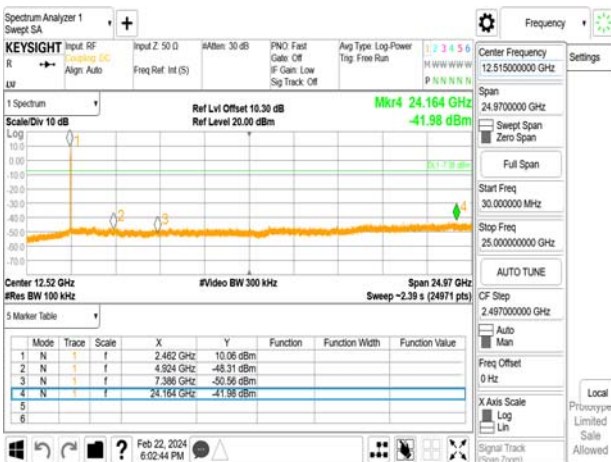 Spectrum Analyzer 1
Swept SA
Frequency
KEYSIGHT Input: RF Input Z: 50 Ω #Atten: 30 dB PNO: Fast Avg Type: Log-Power 1 2 3 4 5 6
R Coupling: DC Gate: Off Trig: Free Run M W W W W W
Align: Auto Freq Ref: Int (S) IF Gain: Low
Sig Track: Off P N N N N N
Center Frequency
12.515000000 GHz
Settings
Span
24.9700000 GHz
Swept Span
Zero Span
Full Span
Start Freq
30.000000 MHz
Stop Freq
25.000000000 GHz
AUTO TUNE
CF Step
2.497000000 GHz
Auto
Man
Freq Offset
0 Hz
X Axis Scale
Log
Lin
Signal Track
(Span Zoom)
Local
Prototype
Limited
Sale
Allowed
1 Spectrum
Ref Lvl Offset 10.30 dB Mkr4 24.164 GHz
Scale/Div 10 dB Ref Level 20.00 dBm -41.98 dBm
Log
10.0
0.00
-10.0
-20.0
-30.0
-40.0
-50.0
-60.0
-70.0
1
2
3
4
Center 12.52 GHz #Video BW 300 kHz Span 24.97 GHz
#Res BW 100 kHz Sweep ~2.39 s (24971 pts)
5 Marker Table
Mode Trace Scale X Y Function Function Width Function Value
1 N 1 f 2.462 GHz 10.06 dBm
2 N 1 f 4.924 GHz -48.31 dBm
3 N 1 f 7.386 GHz -50.56 dBm
4 N 1 f 24.164 GHz -41.98 dBm
5
6
Feb 22, 2024
6:02:44 PM